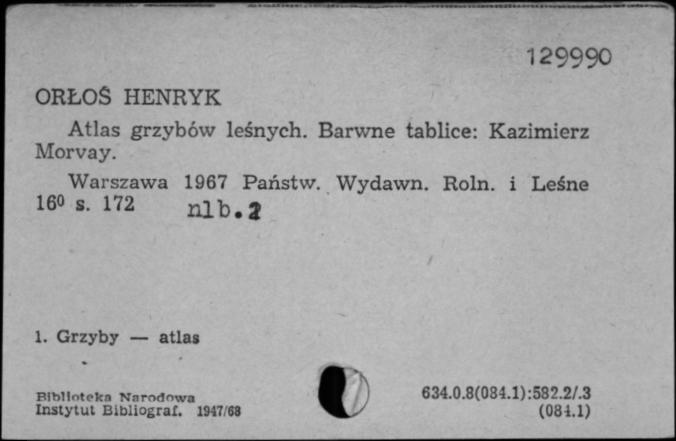 129990
ORŁOŚ HENRYK
Atlas grzybów leśnych. Barwne tablice: Kazimierz
Morvay.
Warszawa 1967 Państw. Wydawn. Roln. i Leśne
16⁰ s. 172 nlb.2
1. Grzyby — atlas
Biblioteka Narodowa
Instytut Bibliograf. 1947/68
634.0.8(084.1):582.2/.3
(084.1)